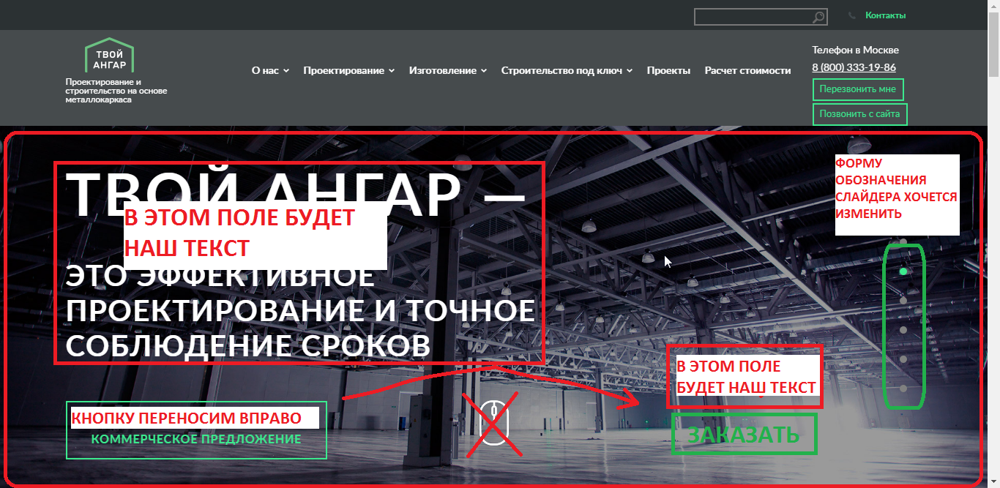 Контакты
ТВОЙ
АНГАР
Проектирование и
строительство на основе
металлокаркаса
О нас
Проектирование
Изготовление
Строительство под ключ
Проекты
Расчет стоимости
Телефон в Москве
8 (800) 333-19-86
Перезвонить мне
Позвонить с сайта
ТВОЙ АНГАР —
В ЭТОМ ПОЛЕ БУДЕТ
НАШ ТЕКСТ
ЭТО ЭФФЕКТИВНОЕ
ПРОЕКТИРОВАНИЕ И ТОЧНОЕ
СОБЛЮДЕНИЕ СРОКОВ
ФОРМУ
ОБОЗНАЧЕНИЯ
СЛАЙДЕРА ХОЧЕТСЯ
ИЗМЕНИТЬ
КНОПКУ ПЕРЕНОСИМ ВПРАВО
КОММЕРЧЕСКОЕ ПРЕДЛОЖЕНИЕ
В ЭТОМ ПОЛЕ
БУДЕТ НАШ ТЕКСТ
ЗАКАЗАТЬ